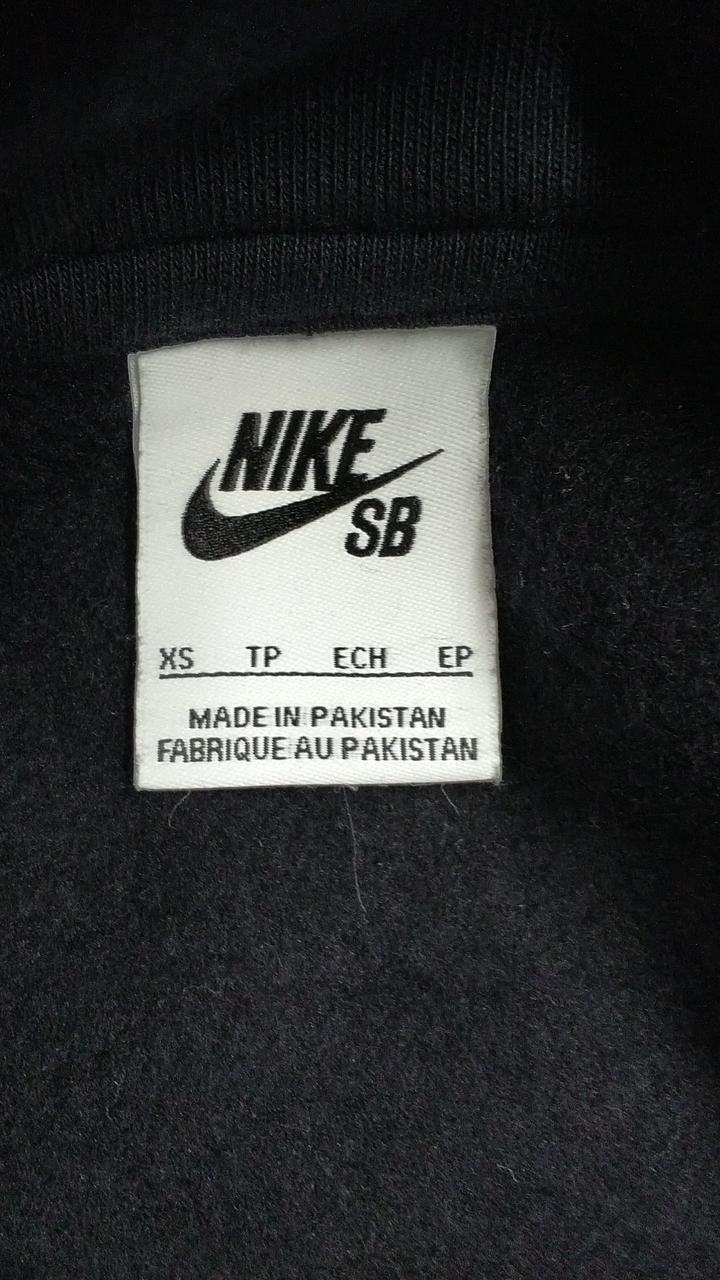 NIKE
SB
XS TP ECH EP
MADE IN PAKISTAN
FABRIQUE AU PAKISTAN